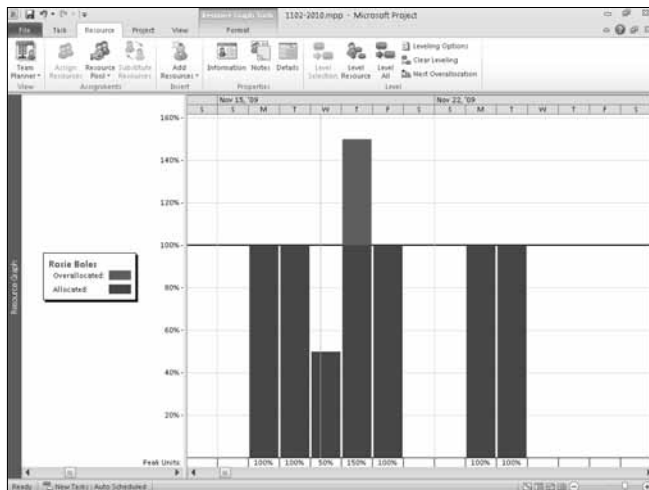 Resource Graph Tools
1102-2010.mpp - Microsoft Project
File Task Resource Project View Format
Team Planner
Assign Resources
Resource Pool
Substitute Resources
Add Resources
Information Notes Details
Level Selection
Level Resource
Level All
Leveling Options
Clear Leveling
Next Overallocation
View Assignments Insert Properties Level
Nov 15, '09 Nov 22, '09
S S M T W T F S S M T W T F S
160%
140%
120%
100%
80%
60%
40%
20%
Rosie Boles
Overallocated:
Allocated:
Resource Graph
Peak Units: 100% 100% 50% 150% 100% 100% 100%
Ready New Tasks : Auto Scheduled